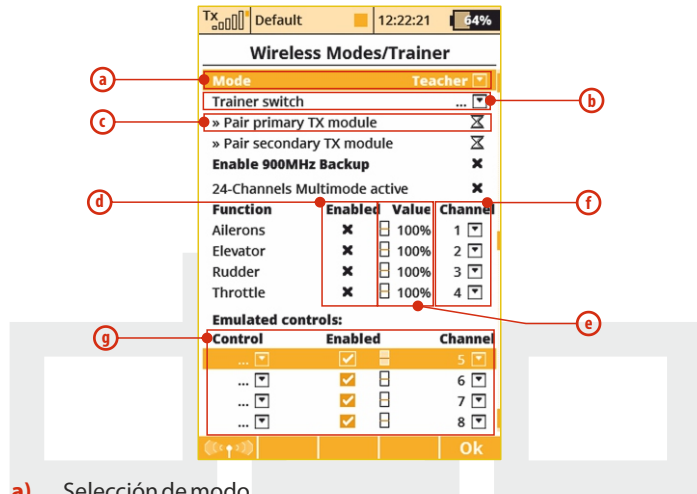 Tx Default 12:22:21 64%
Wireless Modes/Trainer
a
Mode Teacher
Trainer switch ...
b
c
» Pair primary TX module
» Pair secondary TX module
Enable 900MHz Backup
24-Channels Multimode active
d
f
Function Enabled Value Channel
Ailerons 100% 1
Elevator 100% 2
Rudder 100% 3
Throttle 100% 4
e
Emulated controls:
g
Control Enabled Channel
... 5
... 6
... 7
... 8
Ok
a) Selección de modo